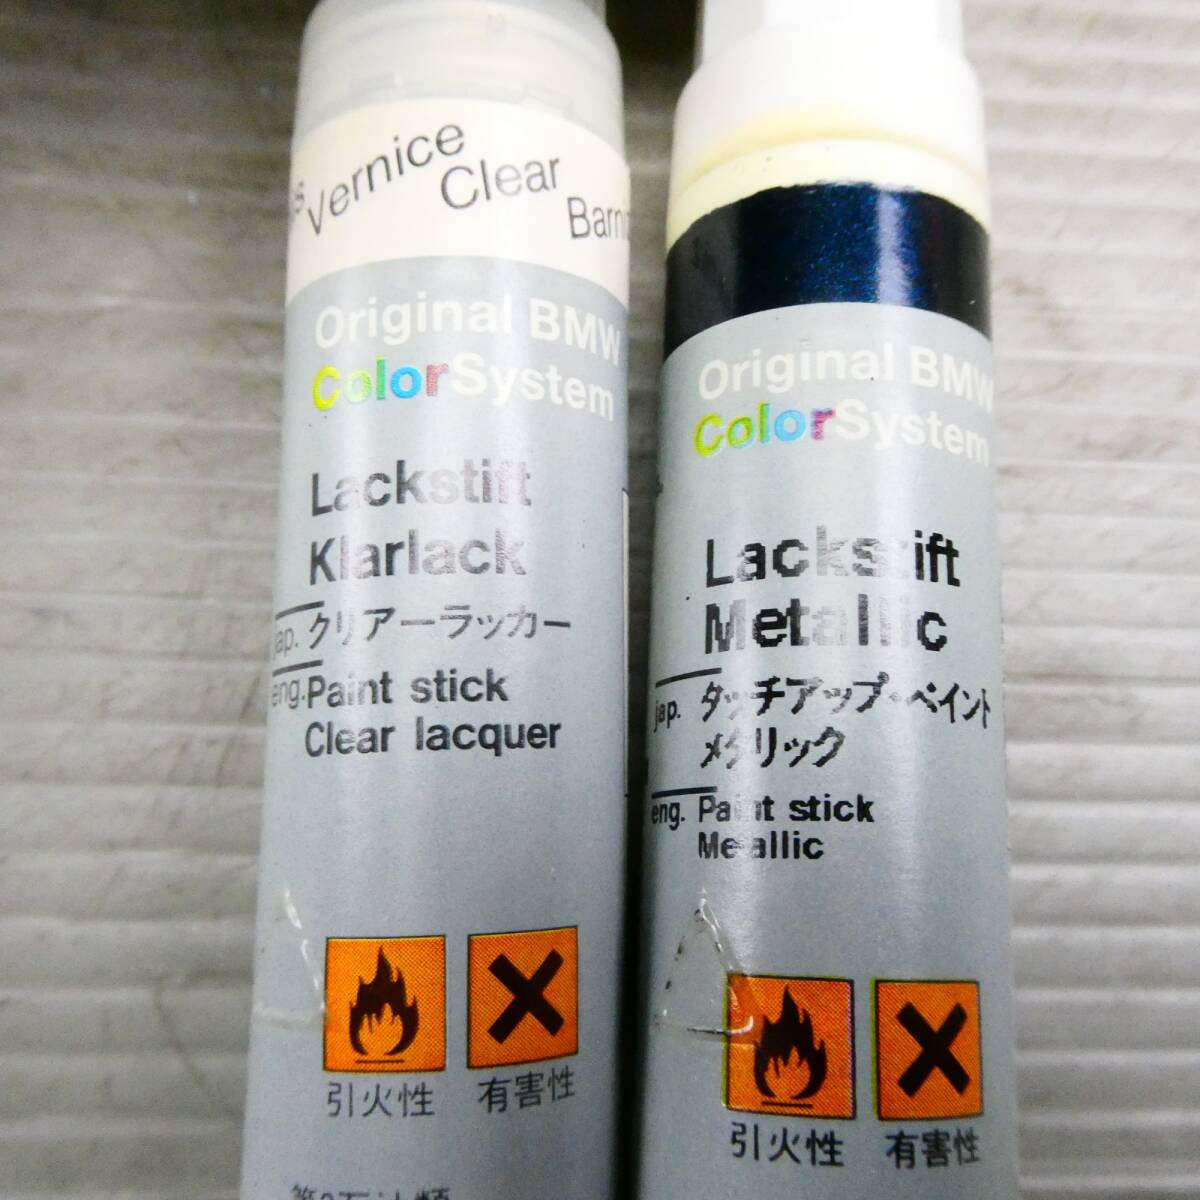 Vernice
Clear
Original BMW
ColorSystem
Lackstift
Klarlack
jap. クリアーラッカー
eng. Paint stick
Clear lacquer
引火性 有害性
Original BMW
ColorSystem
Lackstift
Metallic
jap. タッチアップ・ペイント
メタリック
eng. Paint stick
Metallic
引火性 有害性